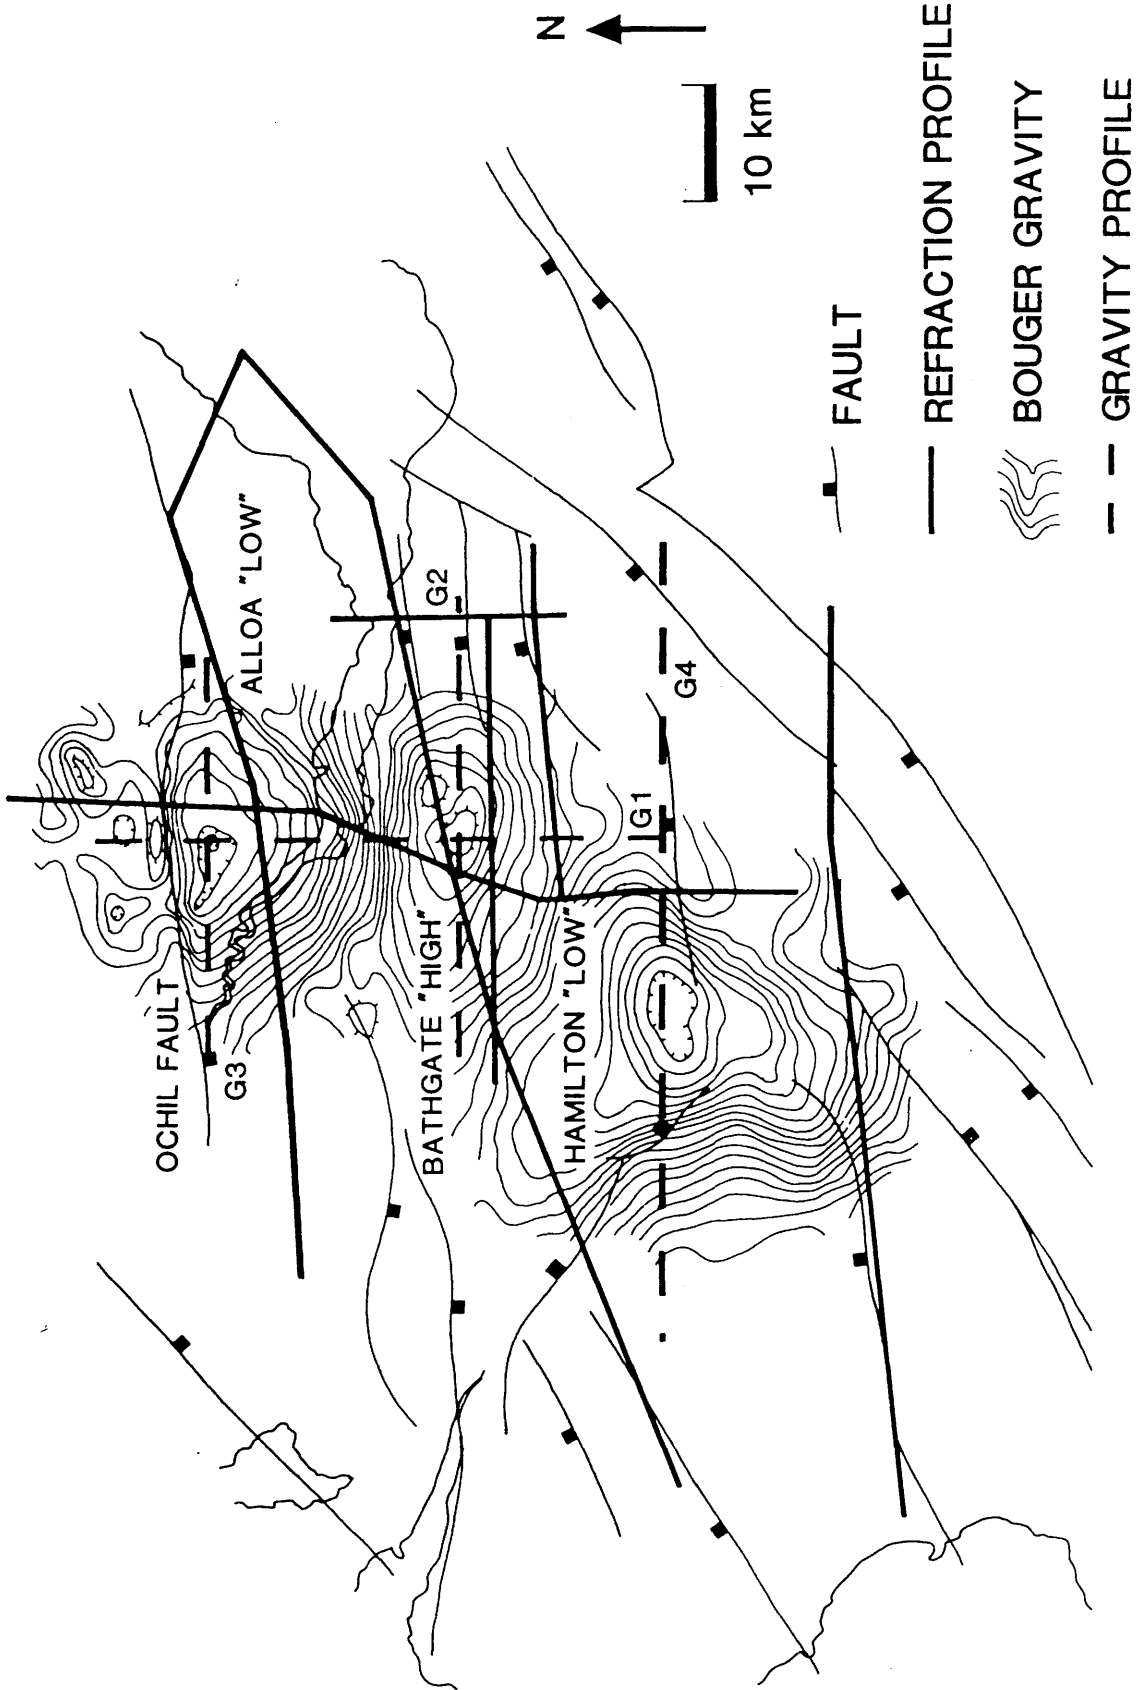 OCHIL FAULT
G3
ALLOA "LOW"
BATHGATE "HIGH"
G2
HAMILTON "LOW"
G1
G4
N
10 km
FAULT
REFRACTION PROFILE
BOUGER GRAVITY
GRAVITY PROFILE